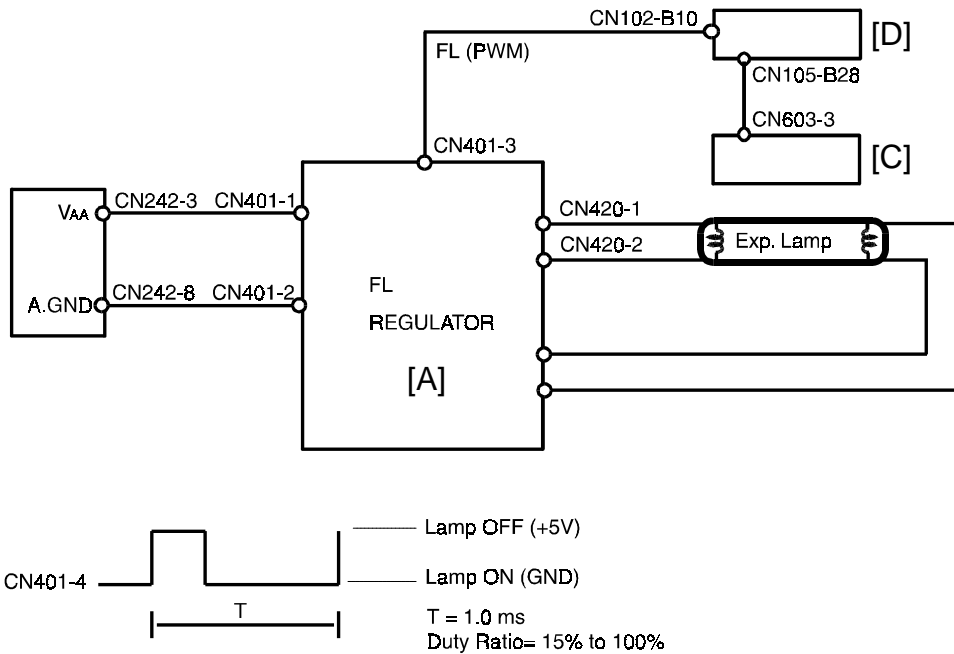 CN102-B10
[D]
FL (PWM)
CN105-B28
CN603-3
CN401-3
[C]
VAA
CN242-3
CN401-1
CN420-1
Exp. Lamp
CN420-2
A.GND
CN242-8
CN401-2
FL
REGULATOR
[A]
Lamp OFF (+5V)
CN401-4
Lamp ON (GND)
T
T = 1.0 ms
Duty Ratio= 15% to 100%